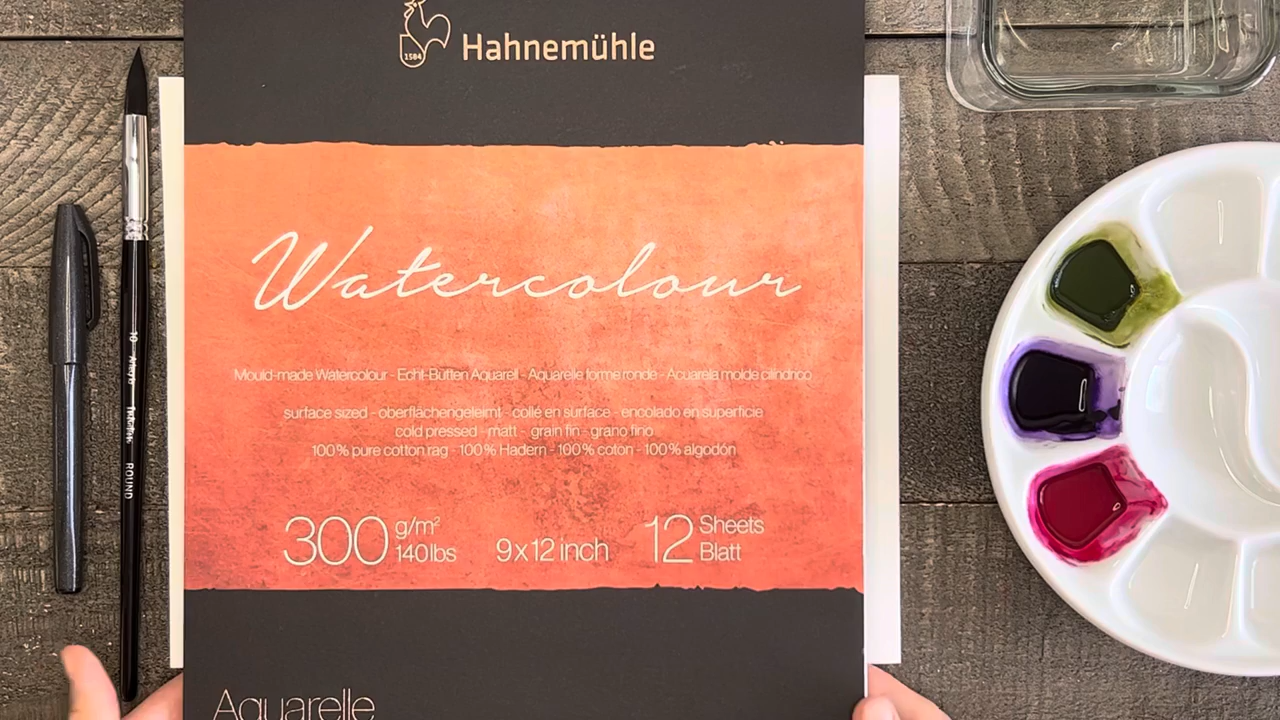 1584
Hahnemühle
Watercolour
Mould-made Watercolour - Echt-Bütten Aquarell - Aquarelle forme ronde - Acuarela molde cilíndrico
surface sized - oberflächengeleimt - collé en surface - encolado en superficie
cold pressed - matt - grain fin - grano fino
100% pure cotton rag - 100% Hadern - 100% coton - 100% algodón
300 g/m²
140 lbs
9 x 12 inch
12 Sheets
Blatt
Aquarelle
10
ROUND